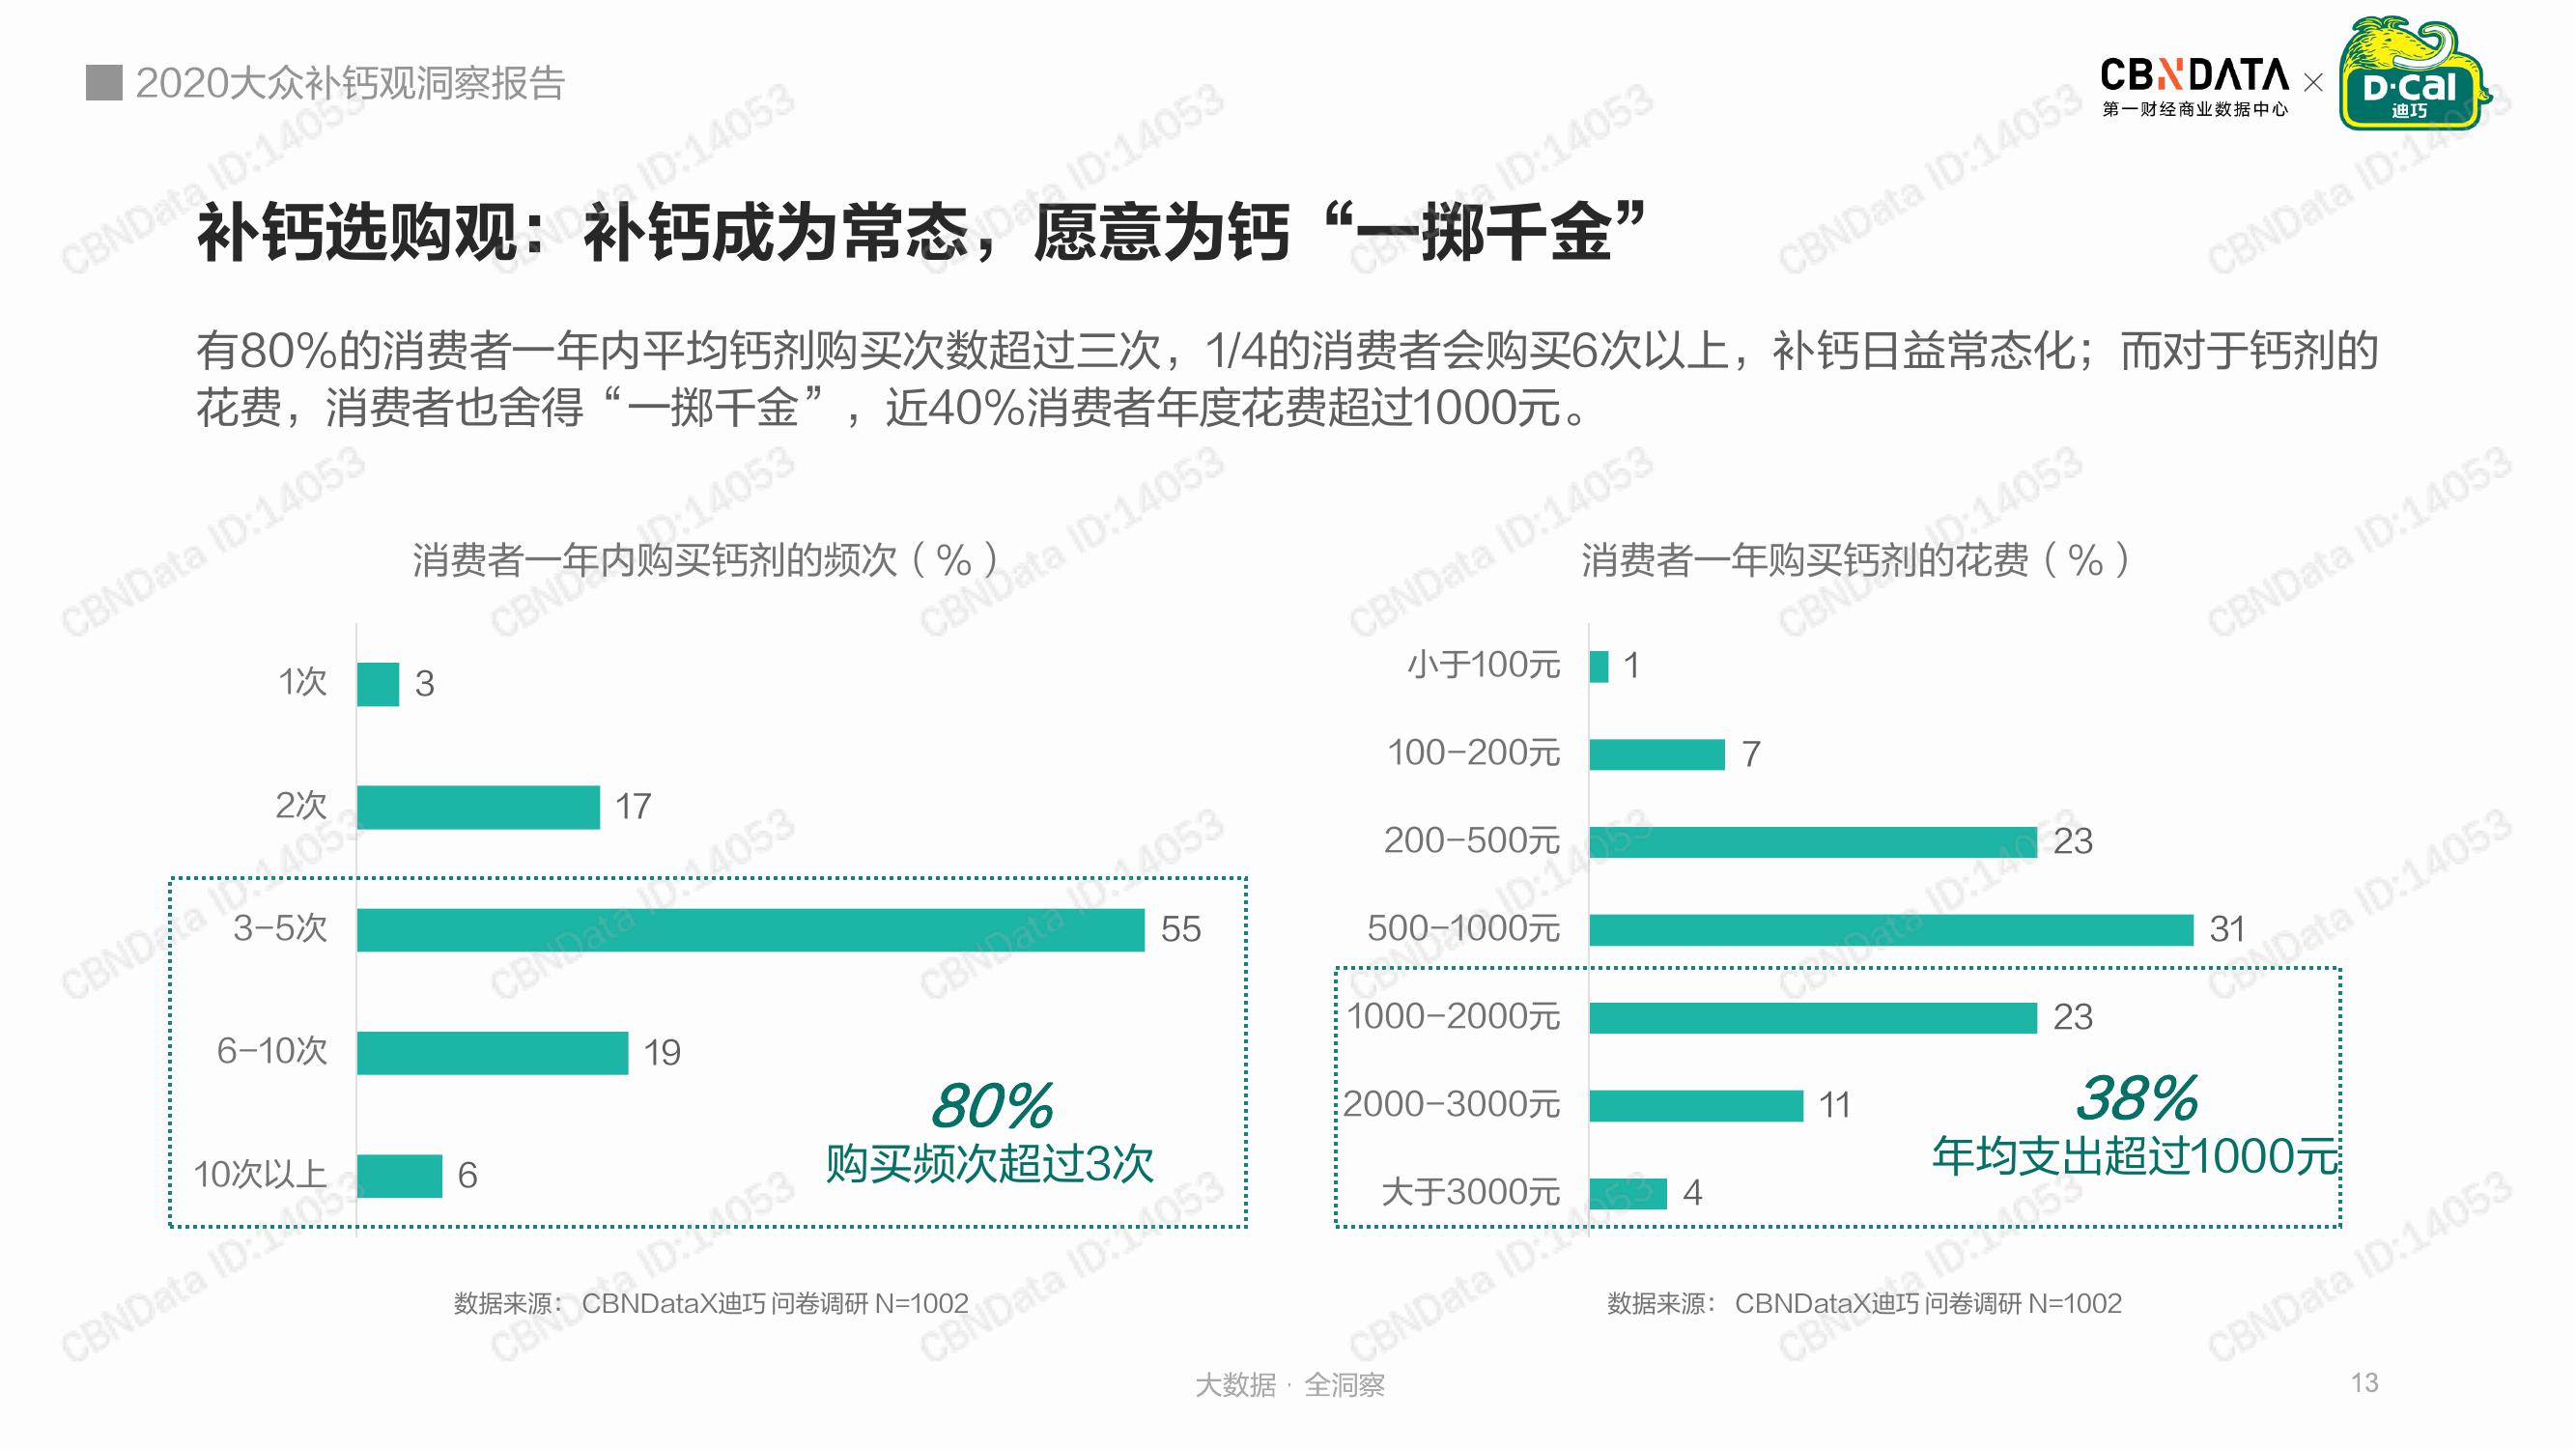 2020大众补钙观洞察报告
CBNDATA
第一财经商业数据中心
×
D·Cal
迪巧
补钙选购观：补钙成为常态，愿意为钙“一掷千金”
有80%的消费者一年内平均钙剂购买次数超过三次，1/4的消费者会购买6次以上，补钙日益常态化；而对于钙剂的
花费，消费者也舍得“一掷千金”，近40%消费者年度花费超过1000元。
消费者一年内购买钙剂的频次（%）
1次 3
2次 17
3-5次 55
6-10次 19
10次以上 6
80%
购买频次超过3次
数据来源： CBNDataX迪巧 问卷调研 N=1002
消费者一年购买钙剂的花费（%）
小于100元 1
100-200元 7
200-500元 23
500-1000元 31
1000-2000元 23
2000-3000元 11
大于3000元 4
38%
年均支出超过1000元
数据来源： CBNDataX迪巧 问卷调研 N=1002
大数据 · 全洞察
13
CBNData ID:14053